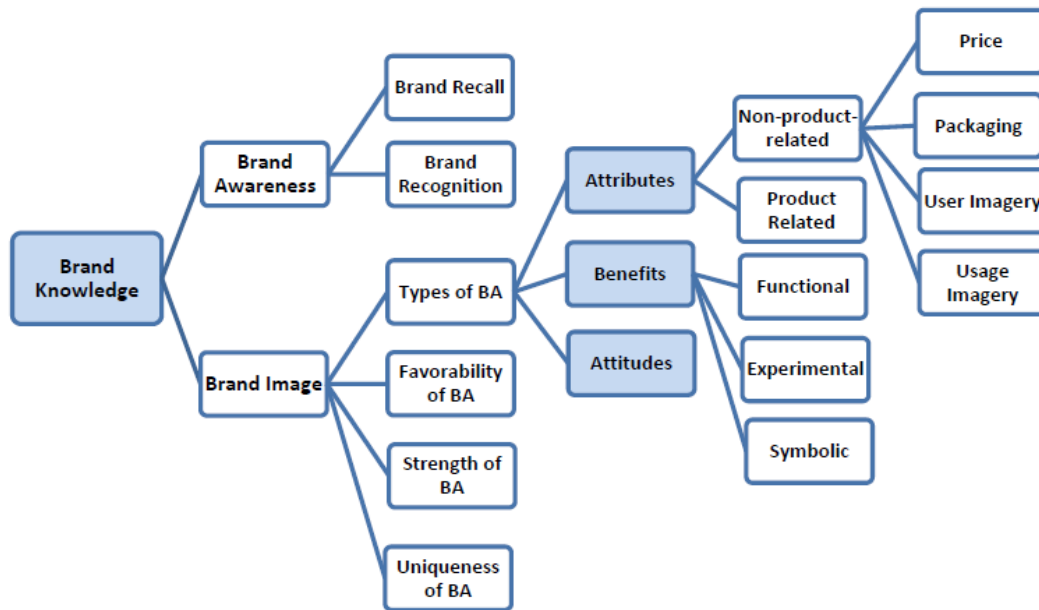 Brand
Knowledge
Brand
Awareness
Brand Image
Brand Recall
Brand
Recognition
Types of BA
Favorability
of BA
Strength of
BA
Uniqueness
of BA
Attributes
Benefits
Attitudes
Non-product-
related
Product
Related
Functional
Experimental
Symbolic
Price
Packaging
User Imagery
Usage
Imagery